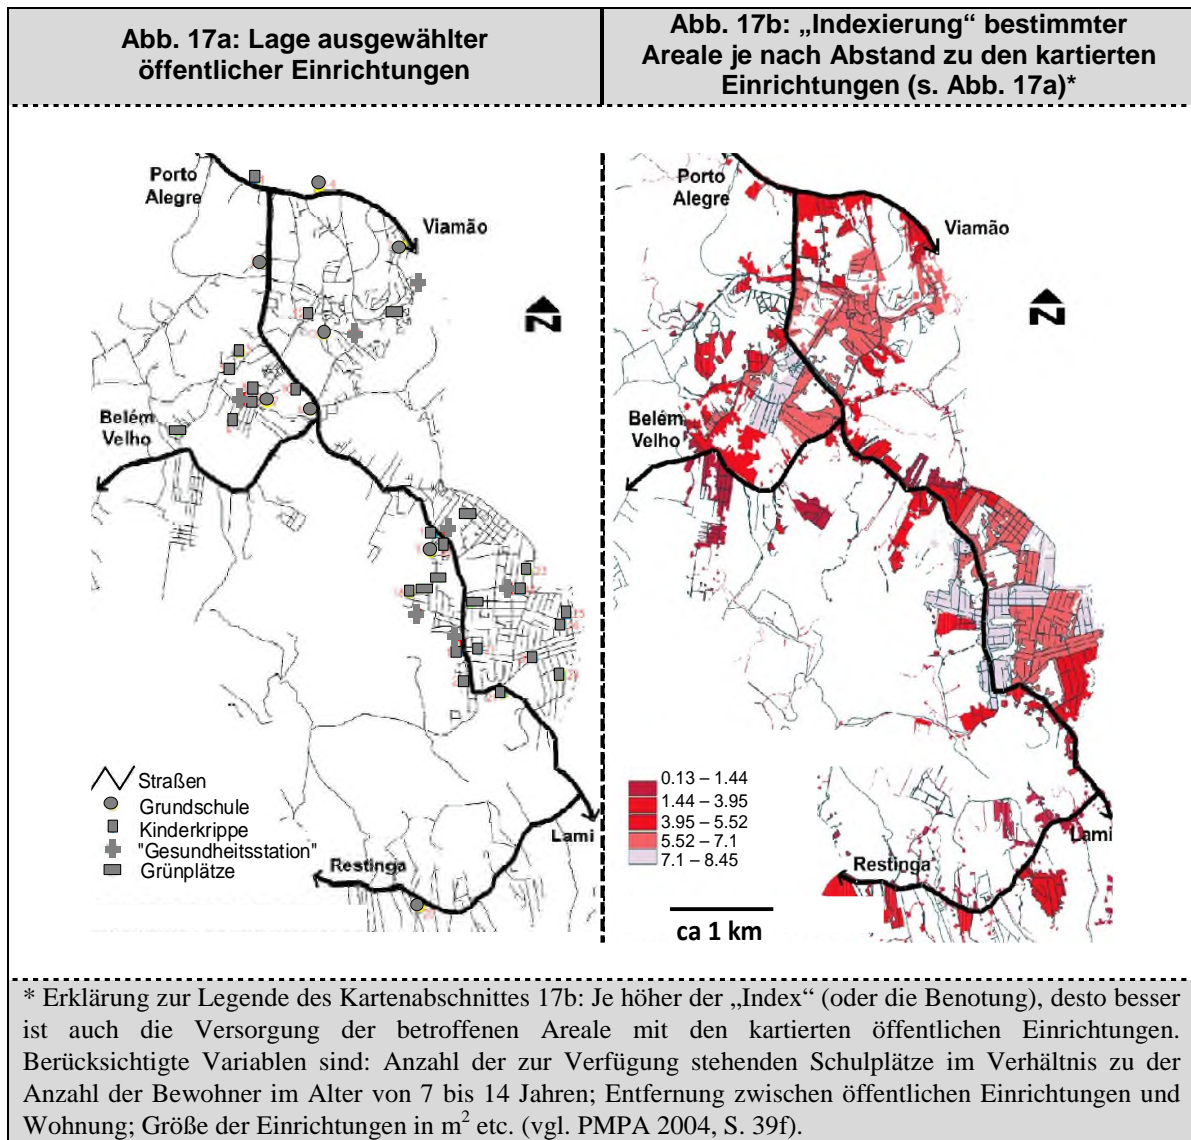 Abb. 17a: Lage ausgewählter
öffentlicher Einrichtungen
Abb. 17b: „Indexierung“ bestimmter
Areale je nach Abstand zu den kartierten
Einrichtungen (s. Abb. 17a)*
Porto
Alegre
Viamão
Belém
Velho
N
Straßen
Grundschule
Kinderkrippe
"Gesundheitsstation"
Grünplätze
Restinga
Lami
Porto
Alegre
Viamão
N
Belém
Velho
0.13 – 1.44
1.44 – 3.95
3.95 – 5.52
5.52 – 7.1
7.1 – 8.45
Restinga
Lami
ca 1 km
* Erklärung zur Legende des Kartenabschnittes 17b: Je höher der „Index“ (oder die Benotung), desto besser
ist auch die Versorgung der betroffenen Areale mit den kartierten öffentlichen Einrichtungen.
Berücksichtigte Variablen sind: Anzahl der zur Verfügung stehenden Schulplätze im Verhältnis zu der
Anzahl der Bewohner im Alter von 7 bis 14 Jahren; Entfernung zwischen öffentlichen Einrichtungen und
Wohnung; Größe der Einrichtungen in m² etc. (vgl. PMPA 2004, S. 39f).